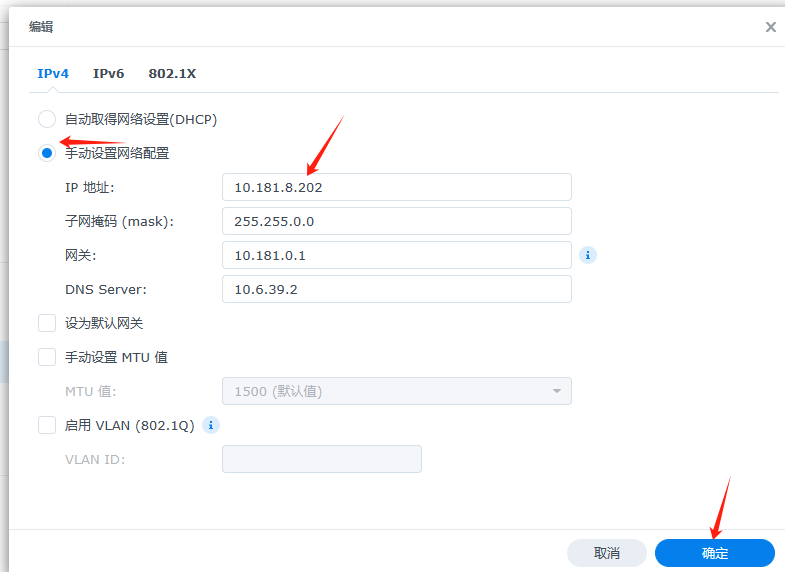 编辑
IPv4 IPv6 802.1X
自动取得网络设置(DHCP)
手动设置网络配置
IP 地址: 10.181.8.202
子网掩码 (mask): 255.255.0.0
网关: 10.181.0.1
DNS Server: 10.6.39.2
设为默认网关
手动设置 MTU 值
MTU 值: 1500 (默认值)
启用 VLAN (802.1Q)
VLAN ID:
取消 确定